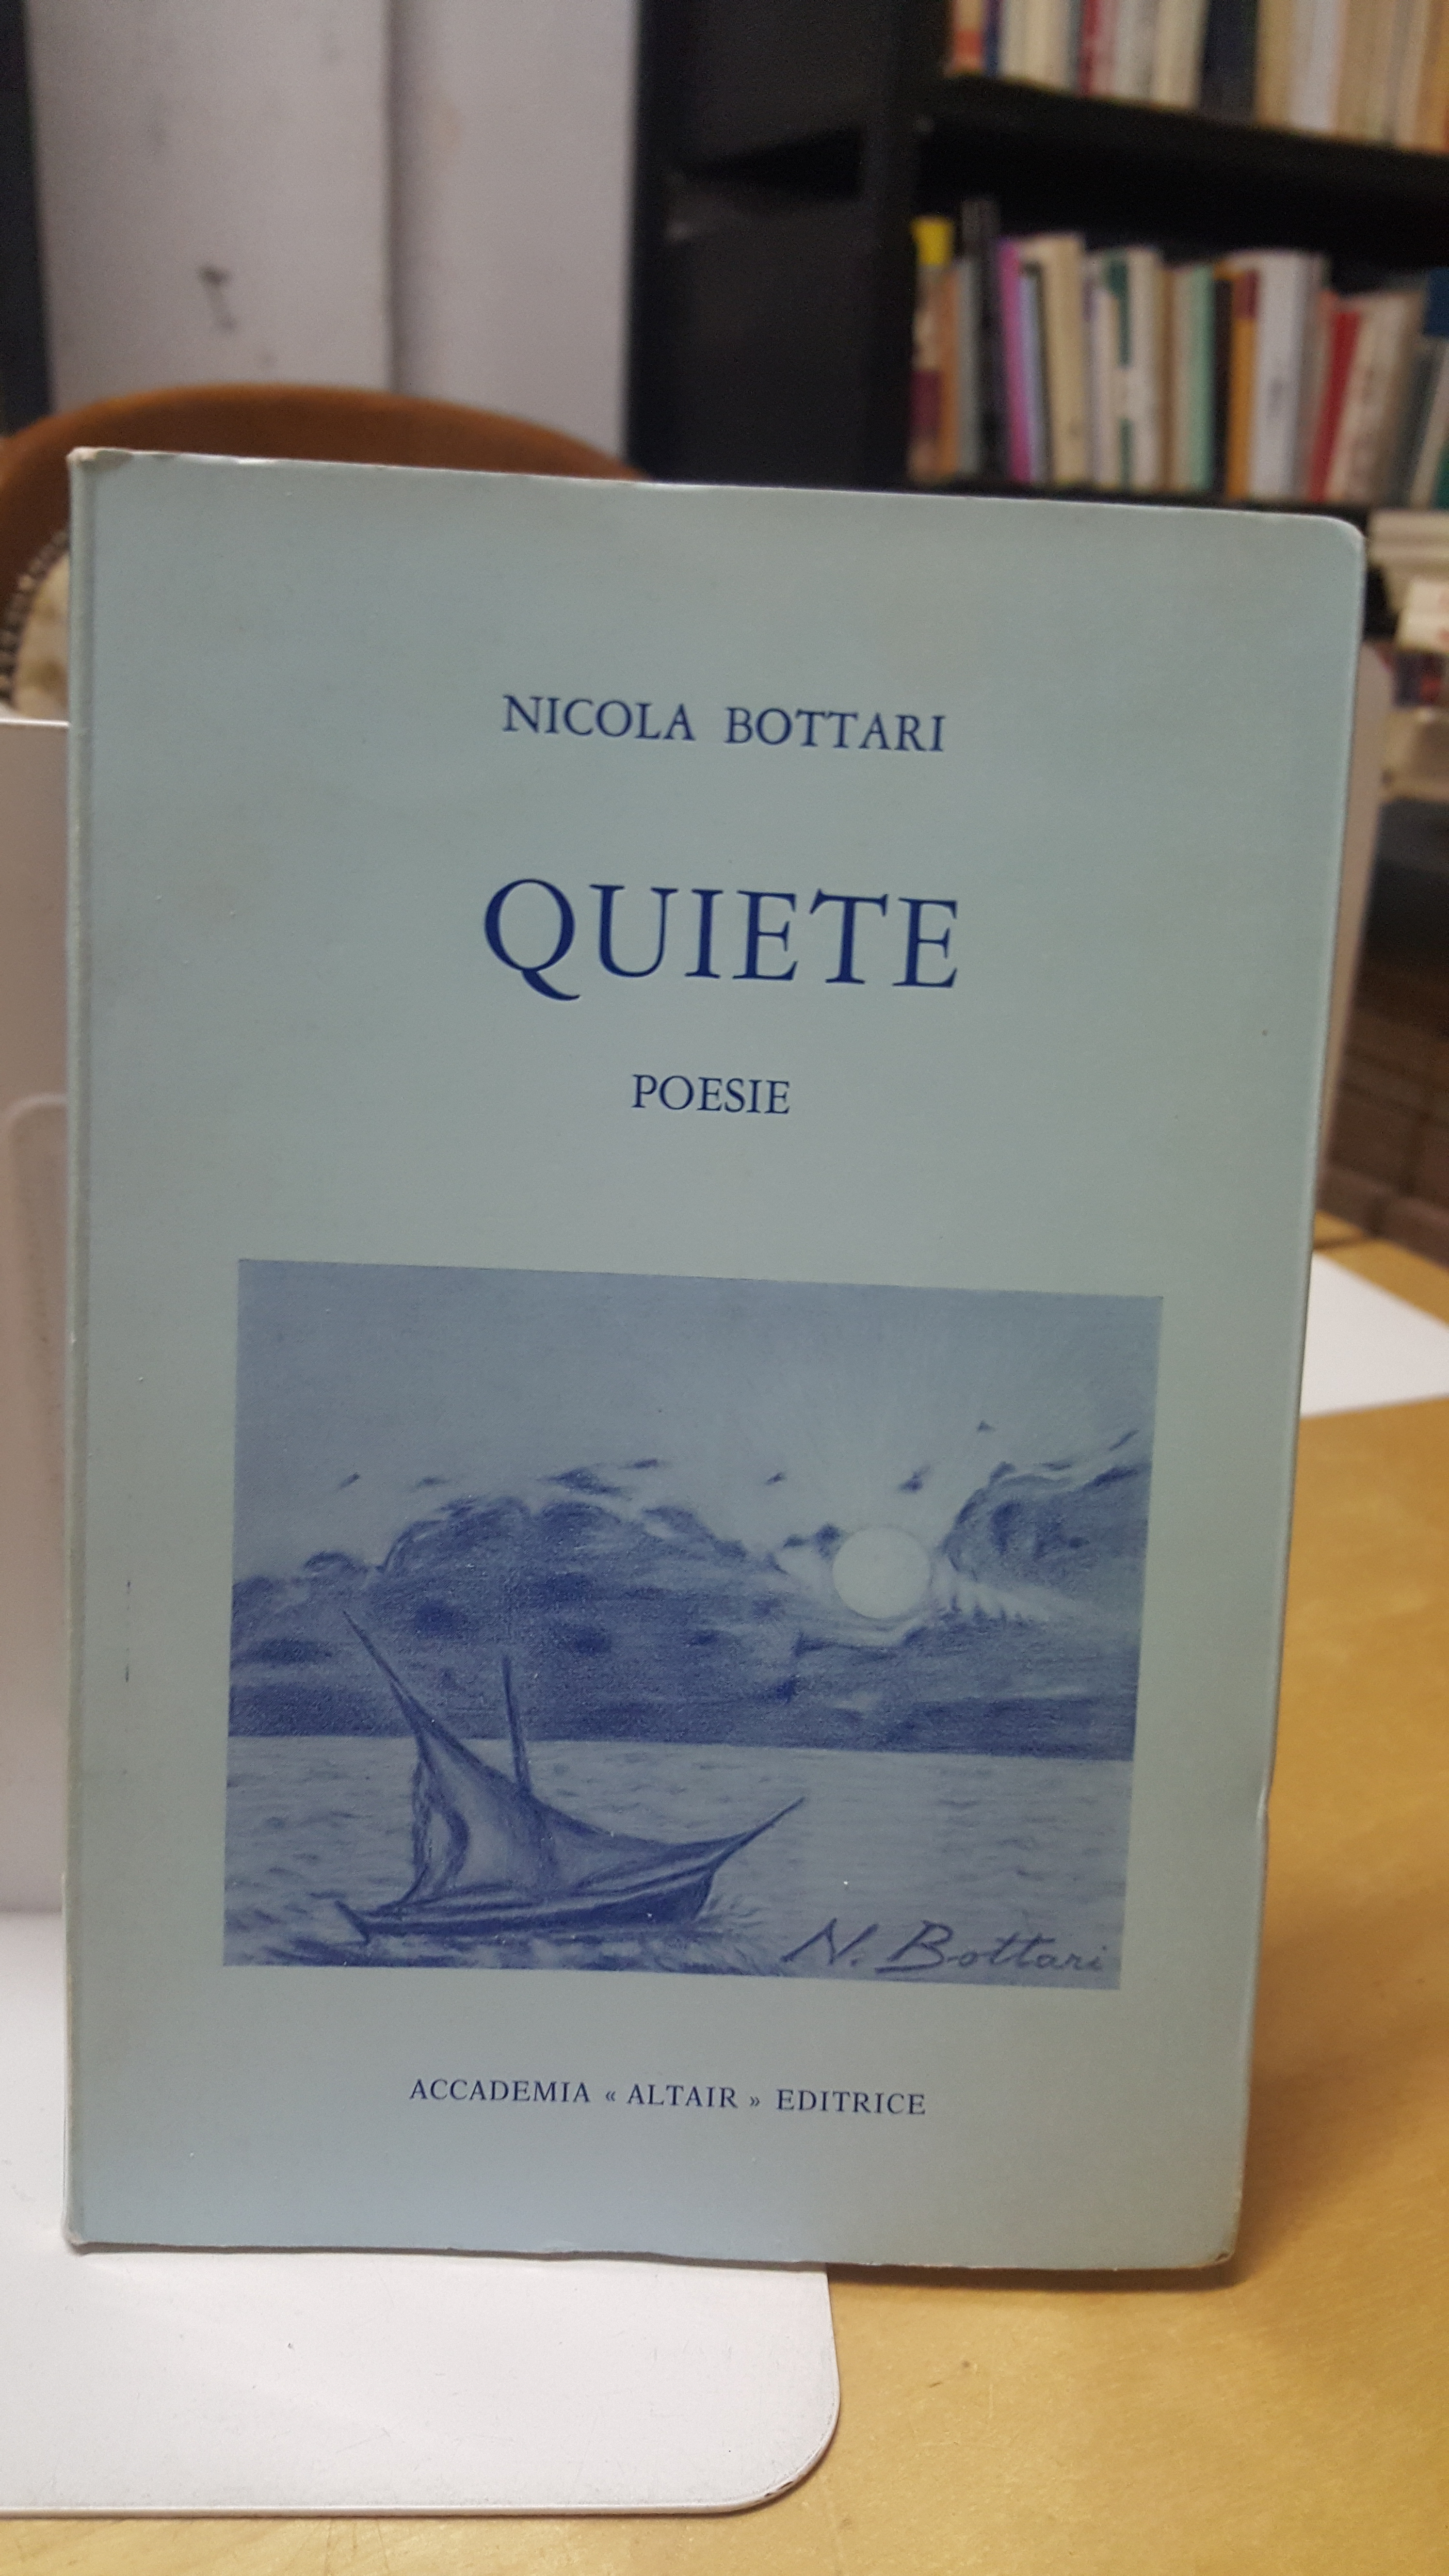 NICOLA BOTTARI
QUIETE
POESIE
N. Bottari
ACCADEMIA « ALTAIR » EDITRICE